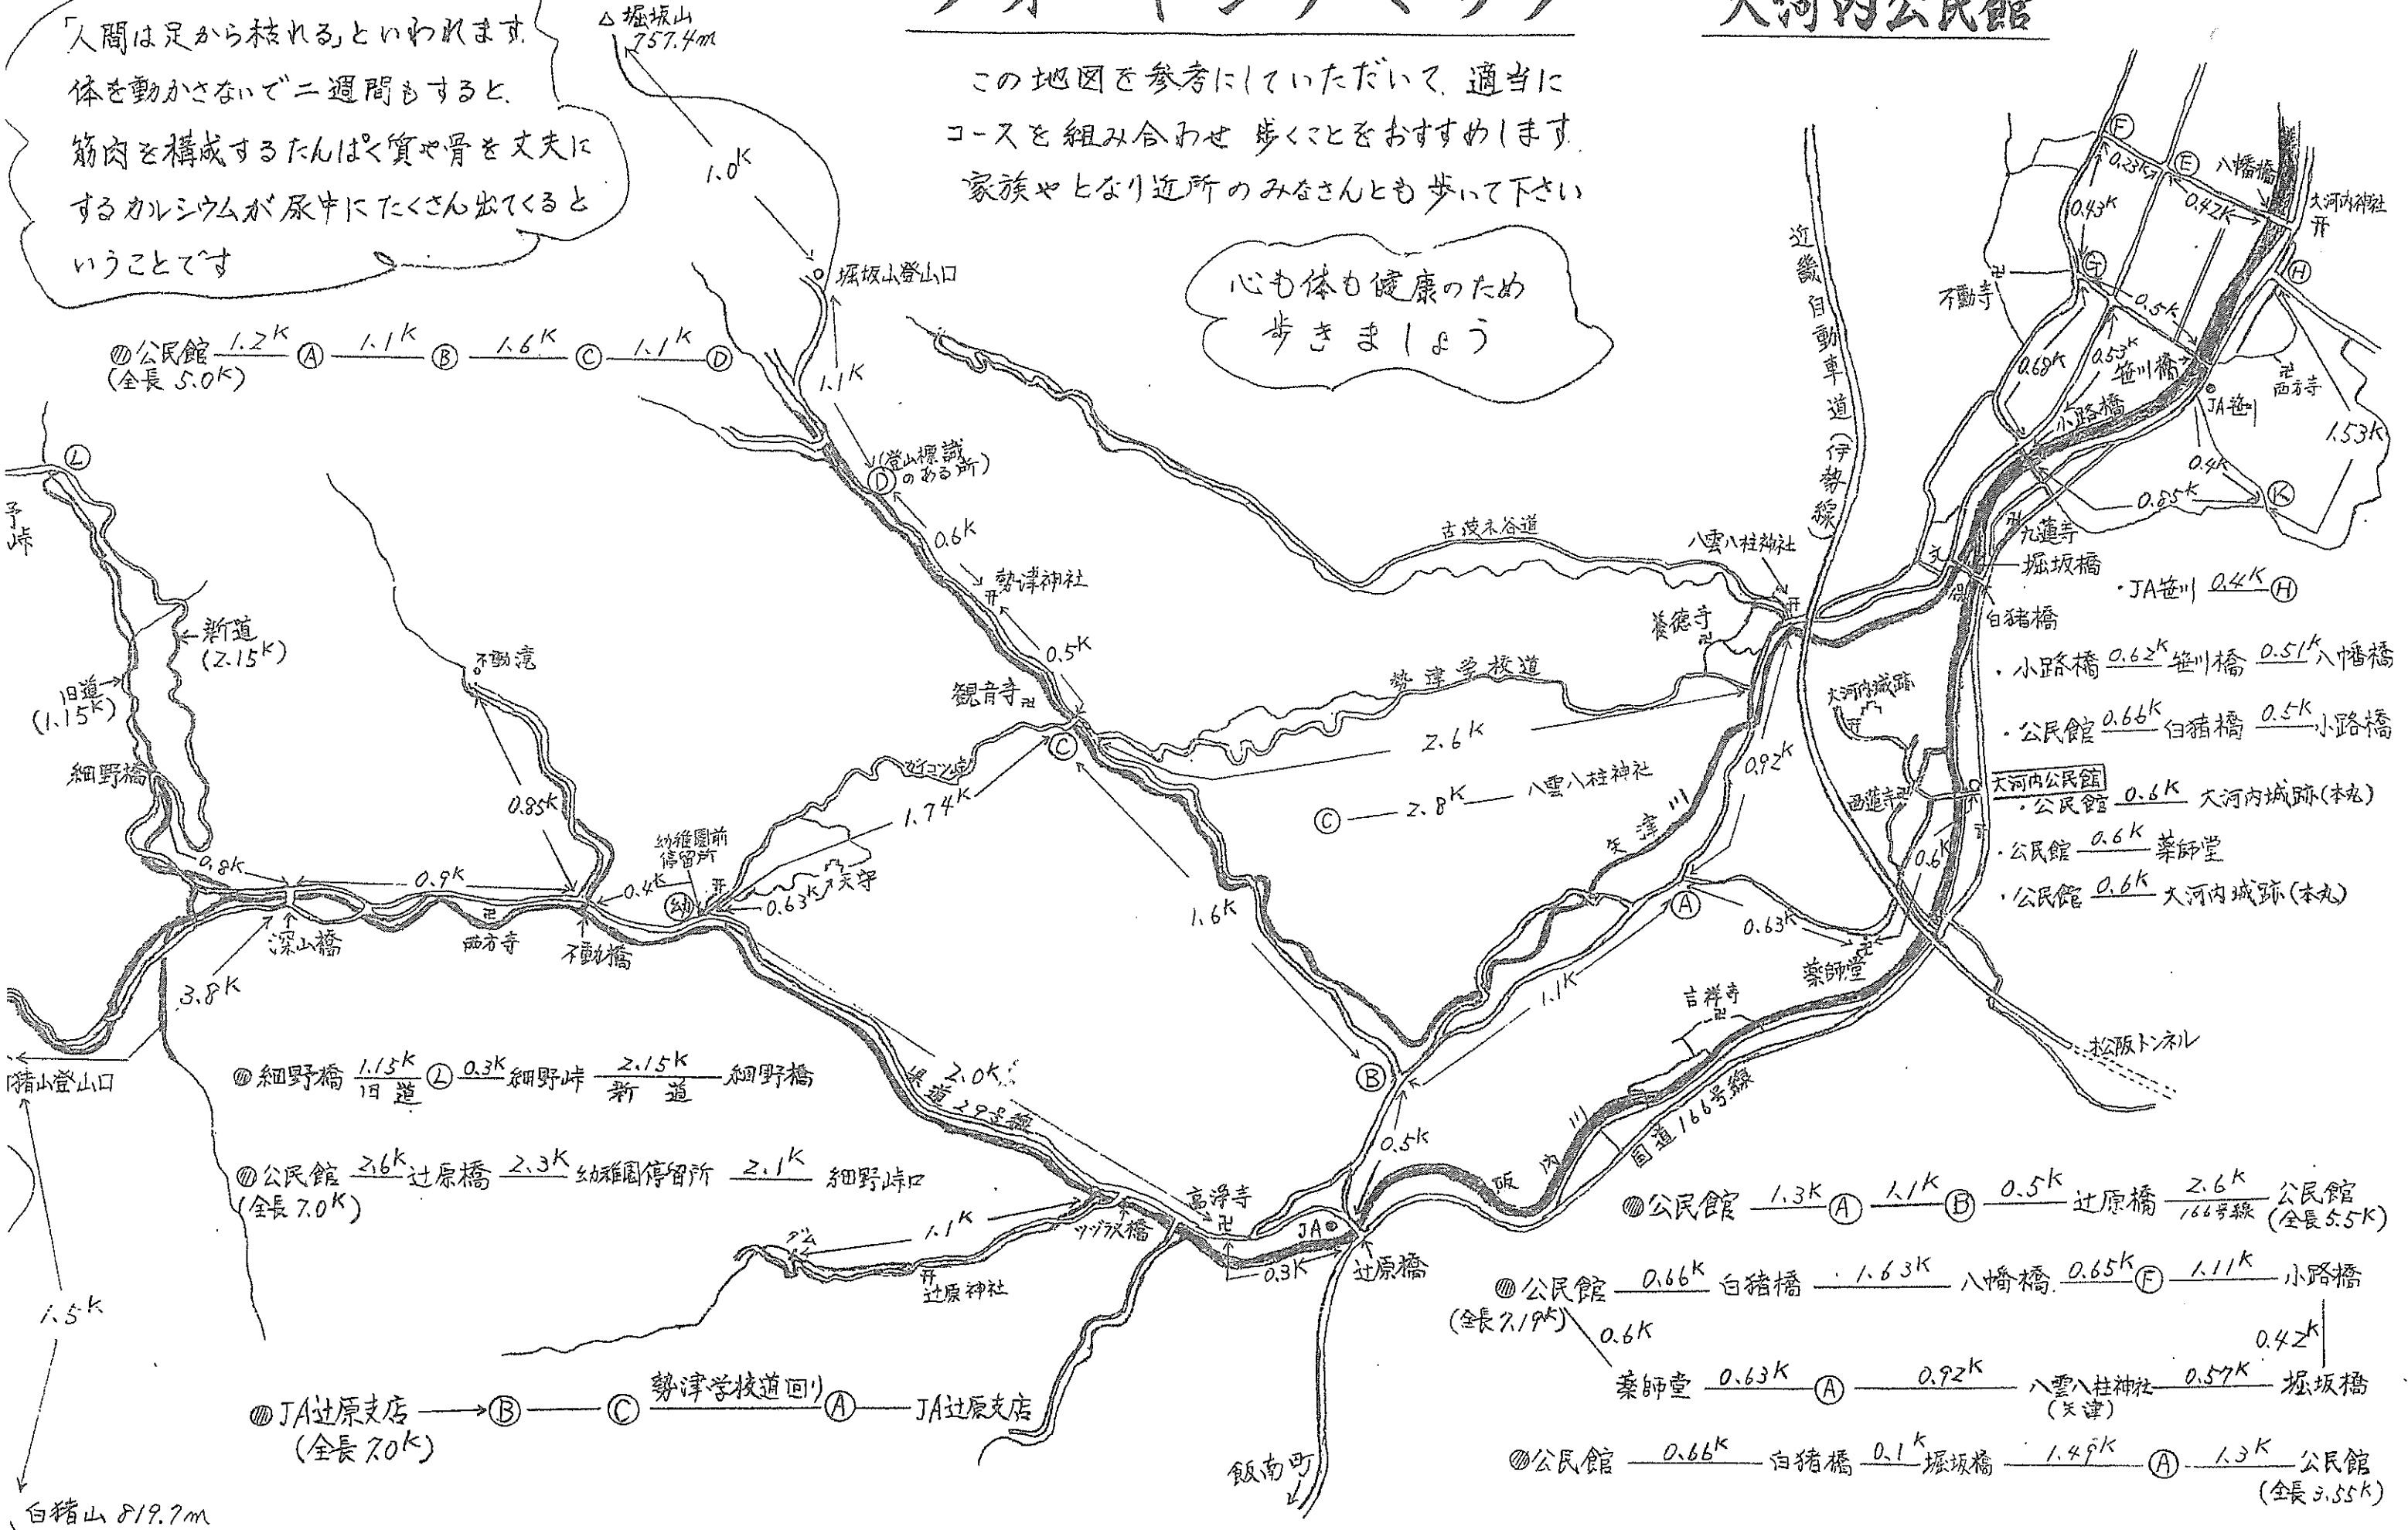 ウォーキングマップ
大河内公民館
「人間は足から枯れる」といわれます.
体を動かさないで二週間もすると、
筋肉を構成するたんぱく質や骨を丈夫に
するカルシウムが尿中にたくさん出てくると
いうことです
この地図を参考にしていただいて、適当に
コースを組み合わせ 歩くことをおすすめします.
家族やとなり近所のみなさんとも歩いて下さい
心も体も健康のため
歩きましょう
△ 堀坂山
757.4m
1.0K
堀坂山登山口
1.1K
◍公民館 1.2K Ⓐ 1.1K Ⓑ 1.6K Ⓒ 1.1K Ⓓ
(全長 5.0K)
Ⓓ
(登山標識
のある所)
0.6K
勢津神社
0.5K
観音寺
Ⓒ
近畿自動車道(伊勢線)
Ⓕ
0.23K
Ⓔ
八幡橋
0.42K
大河内神社
0.43K
Ⓗ
Ⓖ
不動寺
0.5K
0.68K
0.53K
笹川橋
西方寺
JA笹川
小路橋
1.53K
0.4K
0.85K
Ⓚ
九蓮寺
文
堀坂橋
白猪橋
・JA笹川 0.4K Ⓗ
・小路橋 0.62K 笹川橋 0.51K 八幡橋
・公民館 0.66K 白猪橋 0.5K 小路橋
大河内公民館
・公民館 0.6K 大河内城跡(本丸)
・公民館 0.6K 薬師堂
・公民館 0.6K 大河内城跡(本丸)
八雲八柱神社
養徳寺
勢津学校道
大河内城跡
西蓮寺
2.6K
0.92K
Ⓒ 2.8K 八雲八柱神社
矢津川
0.6K
Ⓐ
0.63K
薬師堂
1.1K
1.6K
吉祥寺
松阪トンネル
Ⓑ
0.5K
阪内川
国道166号線
Ⓛ
峠
新道
(2.15K)
旧道
(1.15K)
細野橋
不動滝
0.85K
幼稚園前
停留所
1.74K
天守
0.8K
0.9K
0.4K
幼
0.63K
深山橋
西方寺
不動橋
3.8K
猪山登山口
1.5K
白猪山 819.7m
◍細野橋 1.15K 旧道 Ⓛ 0.3K 細野峠 2.15K 新道 細野橋
2.0K
県道29号線
◍公民館 2.6K 辻原橋 2.3K 幼稚園停留所 2.1K 細野峠口
(全長7.0K)
高浄寺
JA
ツヅラ又橋
1.1K
ダム
辻原神社
0.3K
辻原橋
飯南町
◍JA辻原支店 → Ⓑ Ⓒ 勢津学校道回り Ⓐ JA辻原支店
(全長7.0K)
◍公民館 1.3K Ⓐ 1.1K Ⓑ 0.5K 辻原橋 2.6K 166号線 公民館
(全長5.5K)
◍公民館 0.66K 白猪橋 1.63K 八幡橋 0.65K Ⓕ 1.11K 小路橋
(全長7.19K)
0.6K
0.42K
薬師堂 0.63K Ⓐ 0.92K 八雲八柱神社 0.57K 堀坂橋
(矢津)
◍公民館 0.66K 白猪橋 0.1K 堀坂橋 1.49K Ⓐ 1.3K 公民館
(全長3.55K)